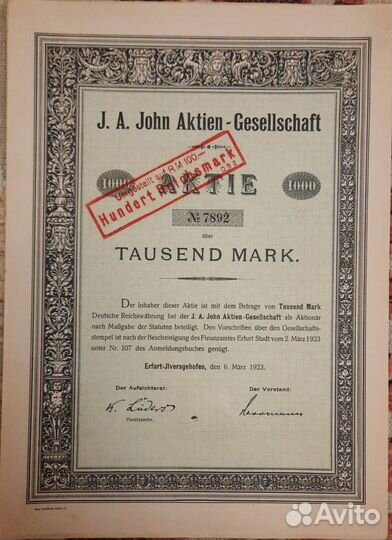 J. A. John Aktien-Gesellschaft
Umgestellt auf RM 100.—
Hundert Reichsmark
1000 AKTIE 1000
№ 7892
über
TAUSEND MARK.
Der Inhaber dieser Aktie ist mit dem Betrage von Tausend Mark
Deutsche Reichswährung bei der J. A. John Aktien-Gesellschaft als Aktionär
nach Maßgabe der Statuten beteiligt. Den Vorschriften über den Gesellschafts-
stempel ist nach der Bescheinigung des Finanzamtes Erfurt Stadt vom 2. März 1923
unter Nr. 107 des Anmeldungsbuches genügt.
Erfurt-Ilversgehofen, den 6. März 1923.
Der Aufsichtsrat:
Der Vorstand:
K. Lüders
Herrmann
Vorsitzender.
Avito